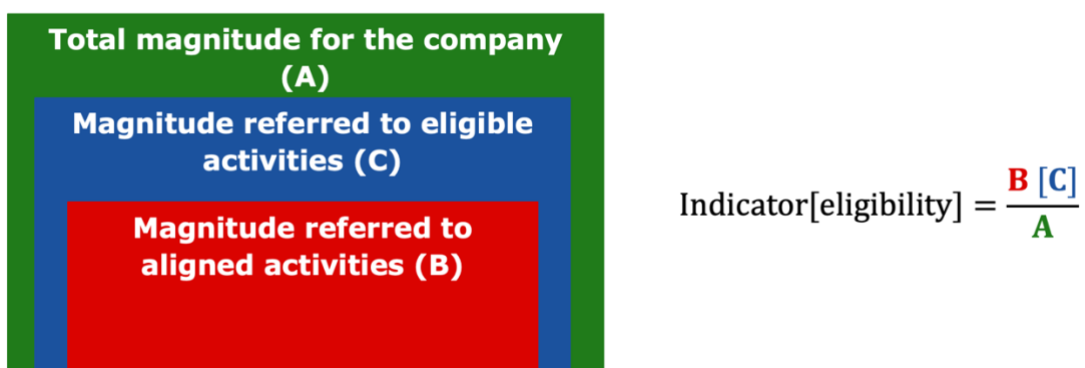 Total magnitude for the company
(A)
Magnitude referred to eligible
activities (C)
Magnitude referred to
aligned activities (B)
Indicator[eligibility] = B [C] / A